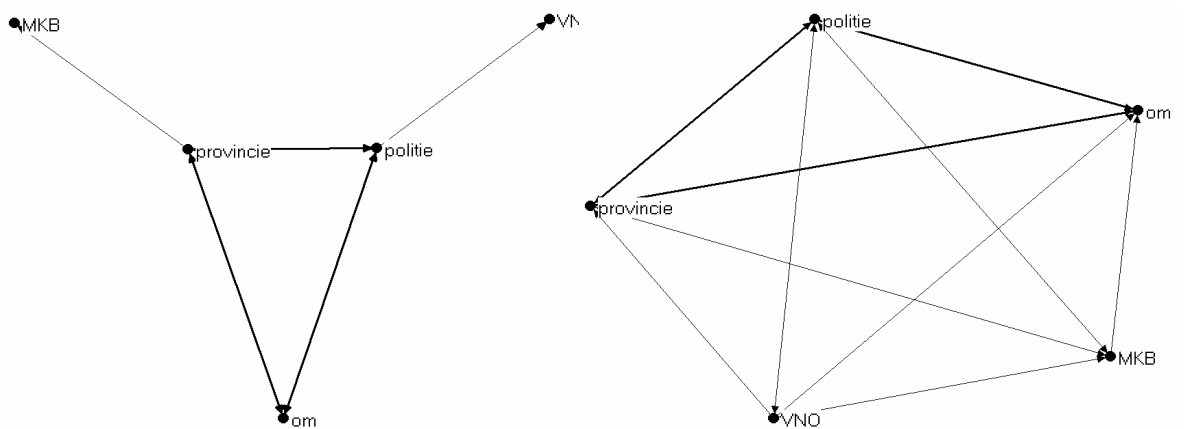 MKB
VN
provincie
politie
om
politie
om
provincie
MKB
VNO